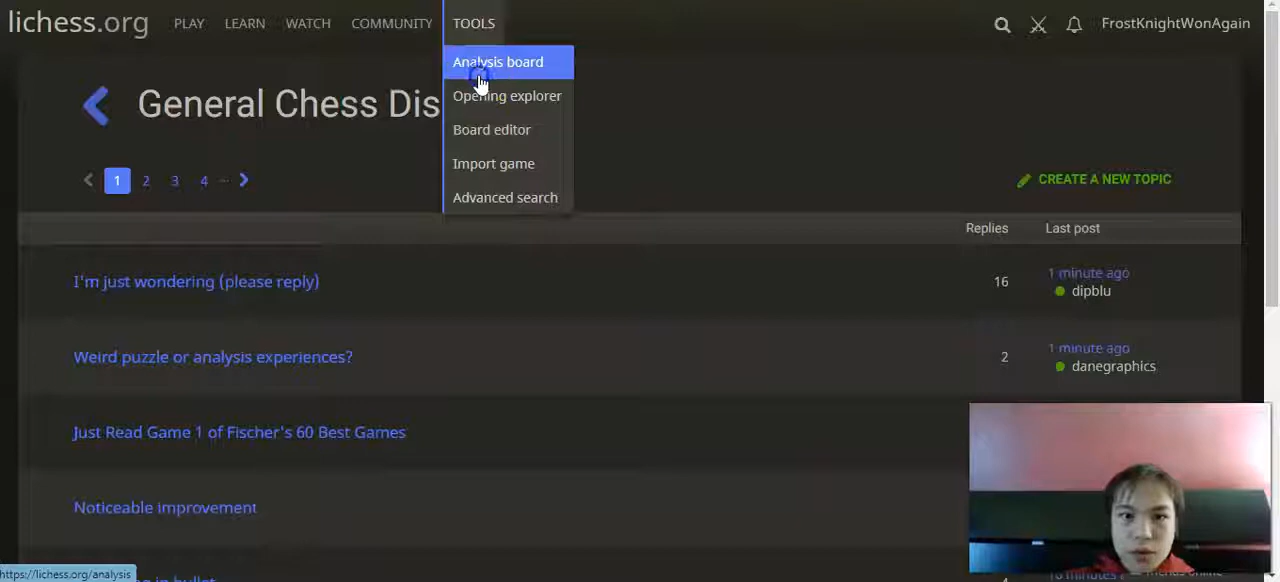 lichess.org PLAY LEARN WATCH COMMUNITY TOOLS FrostKnightWonAgain
Analysis board
Opening explorer
Board editor
Import game
Advanced search
General Chess Dis
1 2 3 4 ...
CREATE A NEW TOPIC
Replies Last post
I'm just wondering (please reply) 16 1 minute ago
dipblu
Weird puzzle or analysis experiences? 2 1 minute ago
danegraphics
Just Read Game 1 of Fischer's 60 Best Games
Noticeable improvement
https://lichess.org/analysis
in bullet